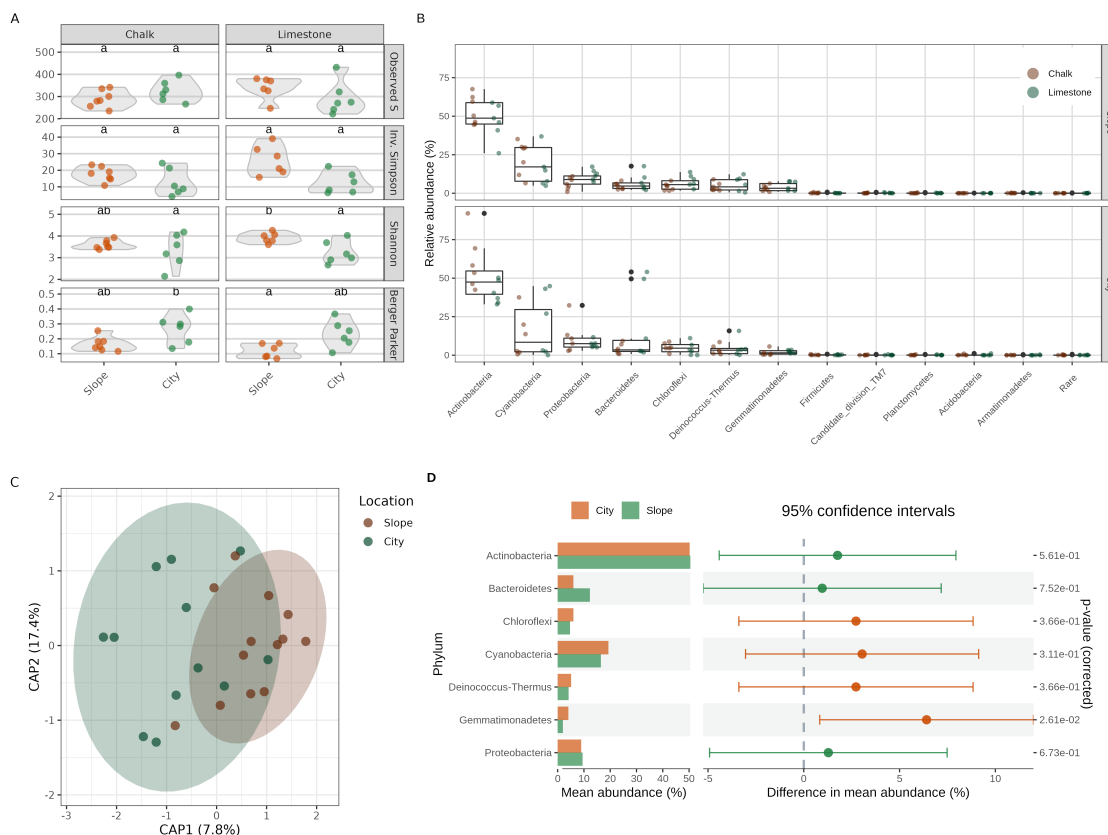 A
Chalk
Limestone
a a a a
500
400
300
200
Observed S
a a a a
40
30
20
10
Inv. Simpson
ab a b a
5
4
3
2
Shannon
ab b a ab
0.5
0.4
0.3
0.2
0.1
Berger Parker
Slope
City
Slope
City
B
Relative abundance (%)
75
50
25
0
75
50
25
0
Chalk
Limestone
Actinobacteria
Cyanobacteria
Proteobacteria
Bacteroidetes
Chloroflexi
Deinococcus-Thermus
Gemmatimonadetes
Firmicutes
Candidate_division_TM7
Planctomycetes
Acidobacteria
Armatimonadetes
Rare
C
CAP2 (17.4%)
2
1
0
-1
-2
-3 -2 -1 0 1 2
CAP1 (7.8%)
Location
Slope
City
D
City
Slope
95% confidence intervals
Phylum
Actinobacteria
5.61e-01
Bacteroidetes
7.52e-01
Chloroflexi
3.66e-01
Cyanobacteria
3.11e-01
Deinococcus-Thermus
3.66e-01
Gemmatimonadetes
2.61e-02
Proteobacteria
6.73e-01
p-value (corrected)
0 10 20 30 40 50
Mean abundance (%)
-5 0 5 10
Difference in mean abundance (%)